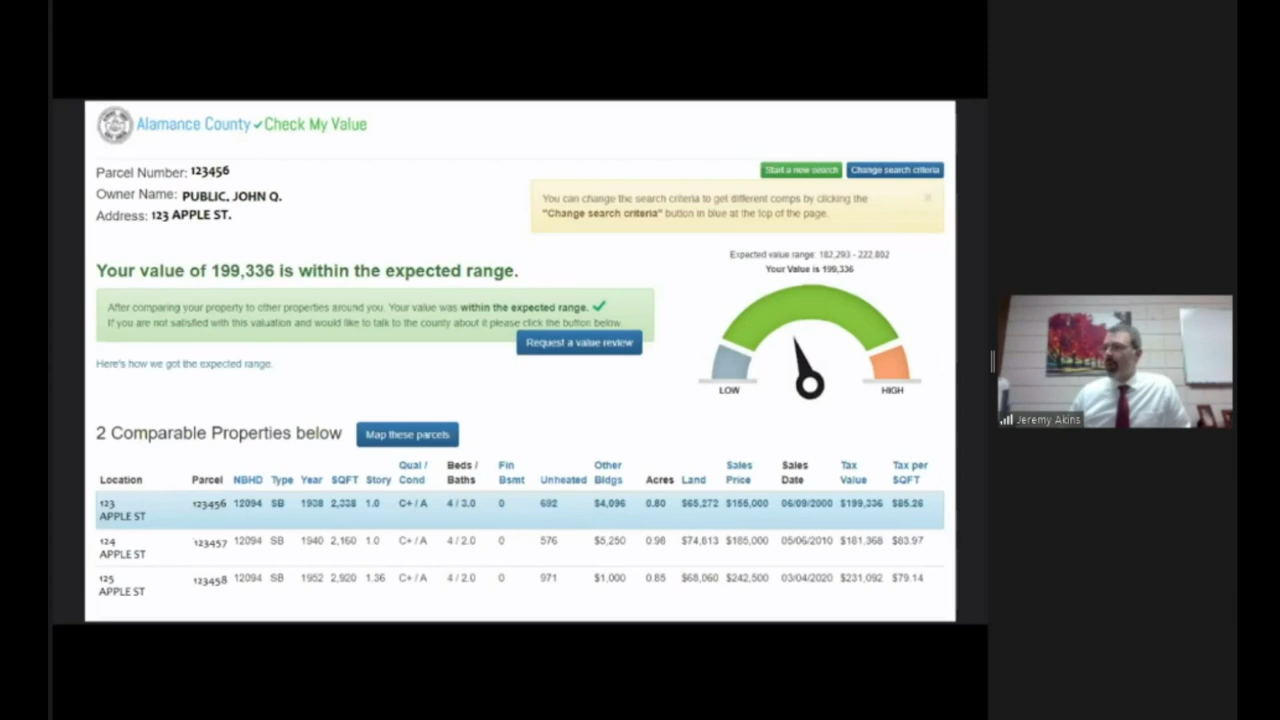 Alamance County ✓Check My Value
Parcel Number: 123456
Owner Name: PUBLIC, JOHN Q.
Address: 123 APPLE ST.
Start a new search
Change search criteria
You can change the search criteria to get different comps by clicking the
"Change search criteria" button in blue at the top of the page.
Your value of 199,336 is within the expected range.
After comparing your property to other properties around you. Your value was within the expected range.
If you are not satisfied with this valuation and would like to talk to the county about it please click the button below.
Request a value review
Here's how we got the expected range.
Expected value range: 182,293 - 222,802
Your Value is 199,336
LOW
HIGH
2 Comparable Properties below
Map these parcels
Location Parcel NBHD Type Year SQFT Story Qual / Cond Beds / Baths Fin Bsmt Unheated Other Bldgs Acres Land Sales Price Sales Date Tax Value Tax per SQFT
123 APPLE ST 123456 12094 SB 1938 2,338 1.0 C+ / A 4 / 3.0 0 692 $4,096 0.80 $65,272 $155,000 06/09/2000 $199,336 $85.26
124 APPLE ST 123457 12094 SB 1940 2,160 1.0 C+ / A 4 / 2.0 0 576 $5,250 0.98 $74,813 $185,000 05/06/2010 $181,368 $83.97
125 APPLE ST 123458 12094 SB 1952 2,920 1.36 C+ / A 4 / 2.0 0 971 $1,000 0.85 $68,060 $242,500 03/04/2020 $231,092 $79.14
Jeremy Akins